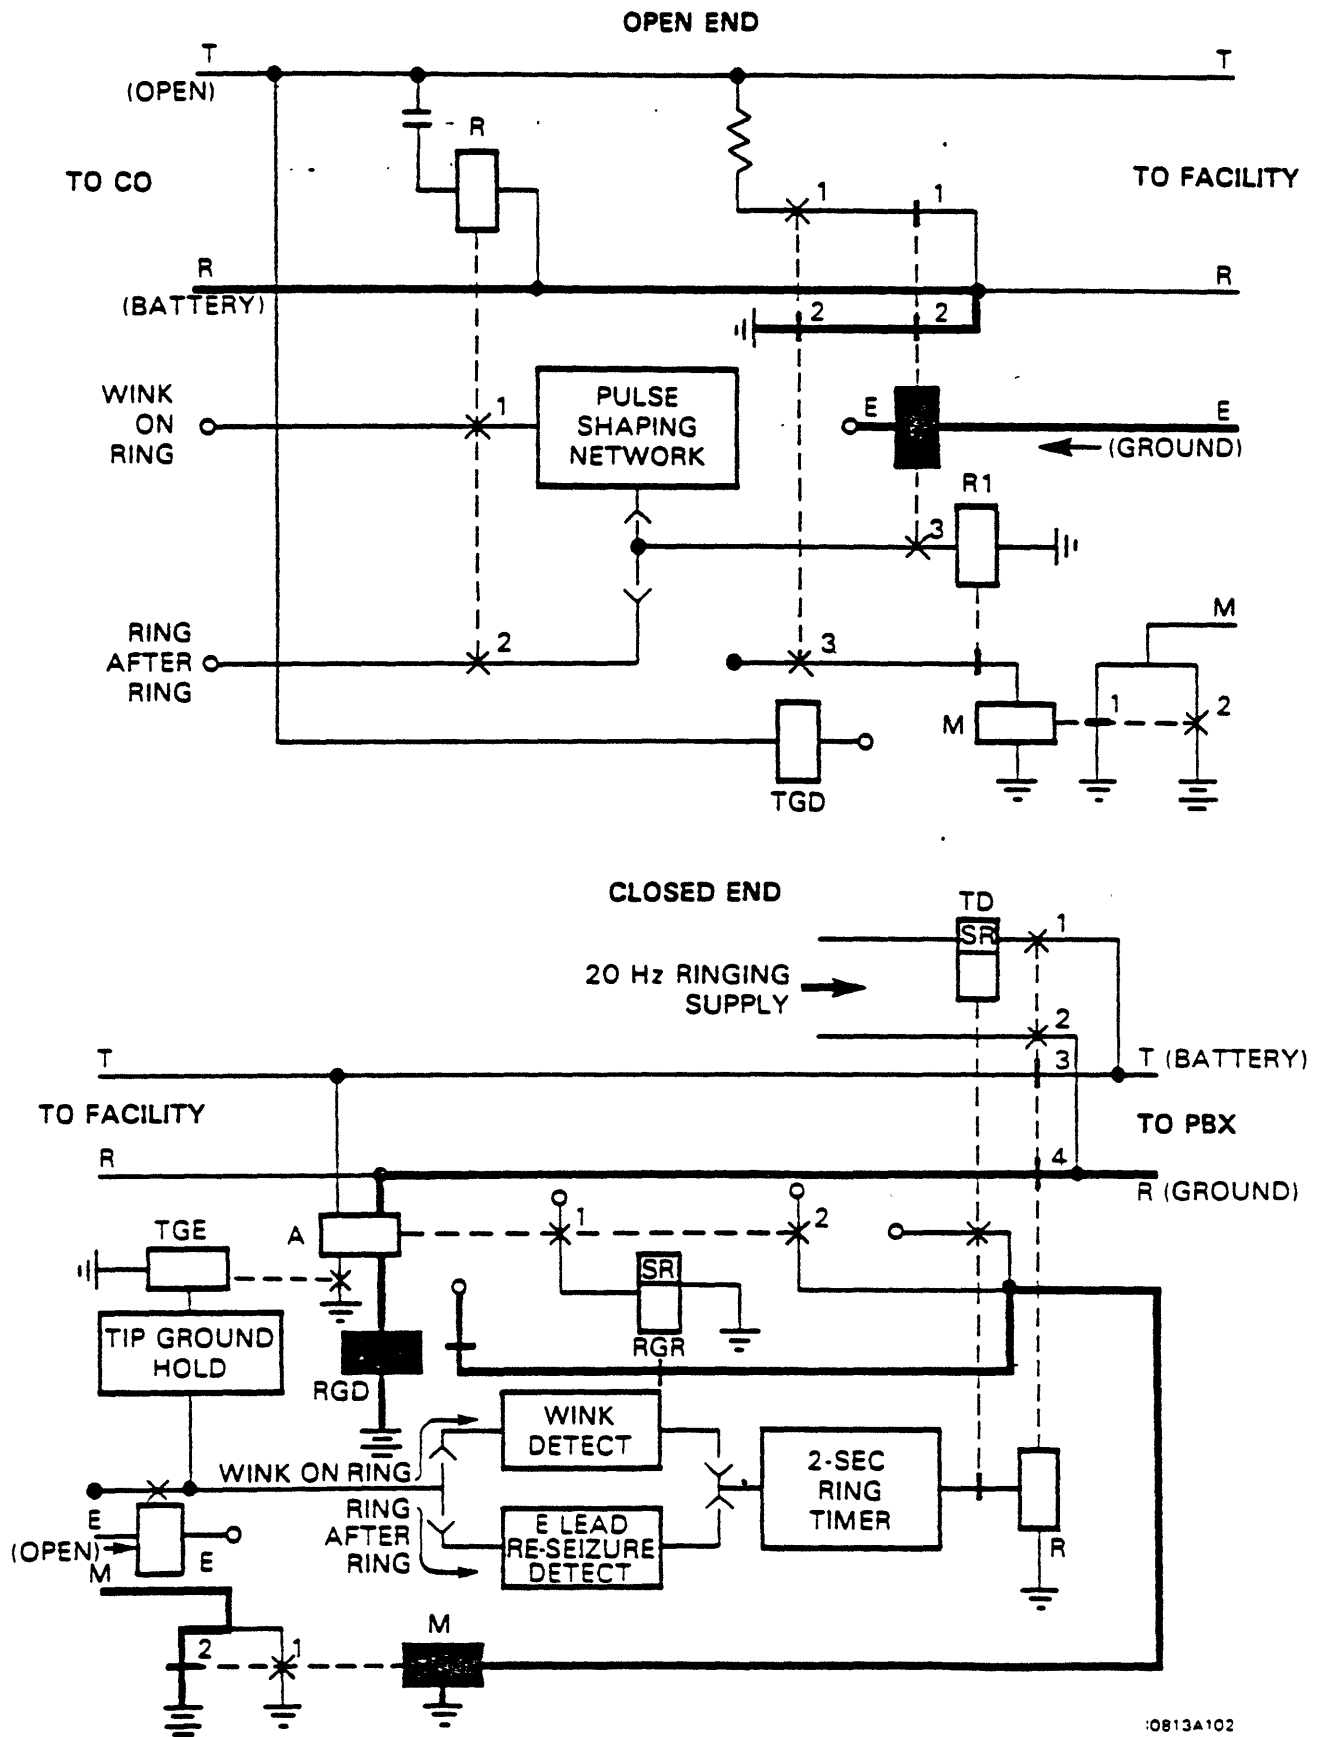 OPEN END
T
T
(OPEN)
R
TO CO
TO FACILITY
1
1
R
R
(BATTERY)
2
2
WINK
ON
RING
1
PULSE
SHAPING
NETWORK
E
E
(GROUND)
R1
3
RING
AFTER
RING
2
3
M
M
1
2
TGD
CLOSED END
TD
SR
1
20 Hz RINGING
SUPPLY
2
T
3
T (BATTERY)
TO FACILITY
TO PBX
R
4
R (GROUND)
TGE
A
1
2
SR
TIP GROUND
HOLD
RGR
RGD
WINK
DETECT
WINK ON RING
2-SEC
RING
TIMER
RING
AFTER
RING
E LEAD
RE-SEIZURE
DETECT
E
(OPEN)
E
R
M
M
2
1
:0813A102